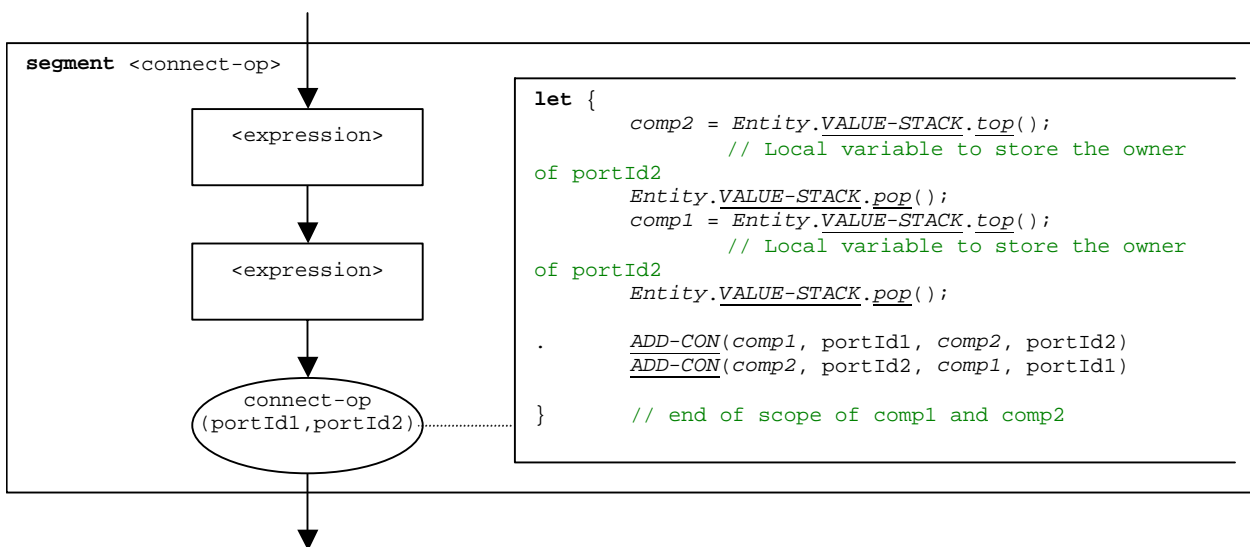 segment <connect-op>
<expression>
<expression>
connect-op
(portId1,portId2)
let {
comp2 = Entity.VALUE-STACK.top();
// Local variable to store the owner
of portId2
Entity.VALUE-STACK.pop();
comp1 = Entity.VALUE-STACK.top();
// Local variable to store the owner
of portId2
Entity.VALUE-STACK.pop();
. ADD-CON(comp1, portId1, comp2, portId2)
ADD-CON(comp2, portId2, comp1, portId1)
} // end of scope of comp1 and comp2